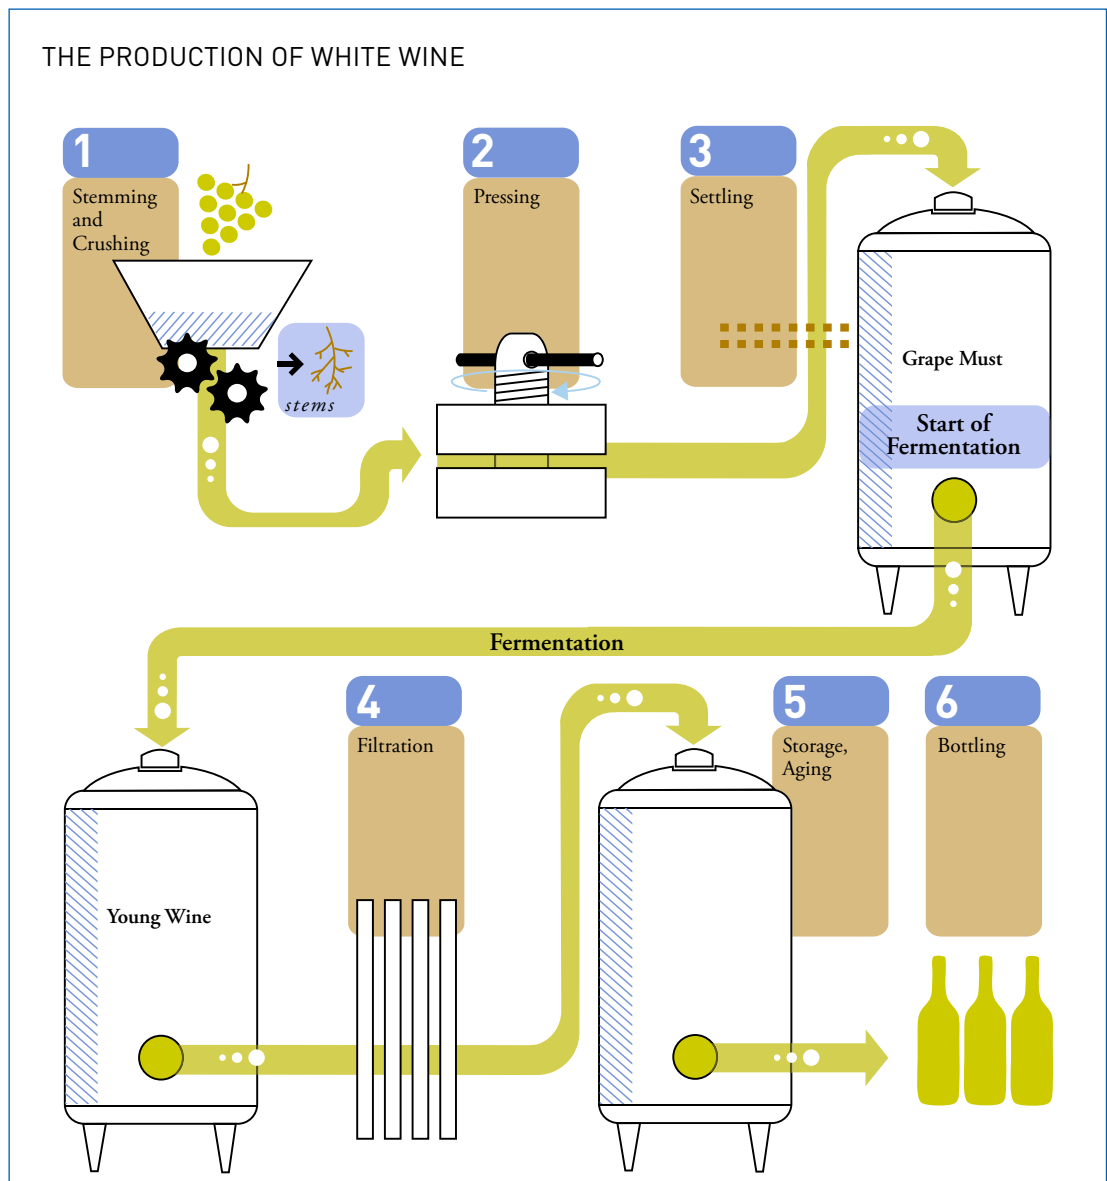 THE PRODUCTION OF WHITE WINE
1
Stemming
and
Crushing
stems
2
Pressing
3
Settling
Grape Must
Start of
Fermentation
Fermentation
Young Wine
4
Filtration
5
Storage,
Aging
6
Bottling